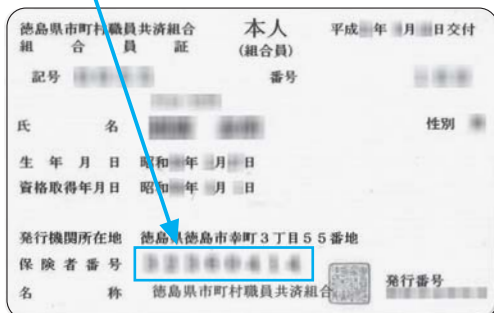 徳島県市町村職員共済組合
組合員証
本人
(組合員)
平成 年 月 日交付
記号
番号
氏名
性別
生年月日 昭和 年 月 日
資格取得年月日 昭和 年 月 日
発行機関所在地 徳島県徳島市幸町3丁目55番地
保険者番号
名称 徳島県市町村職員共済組合
発行番号